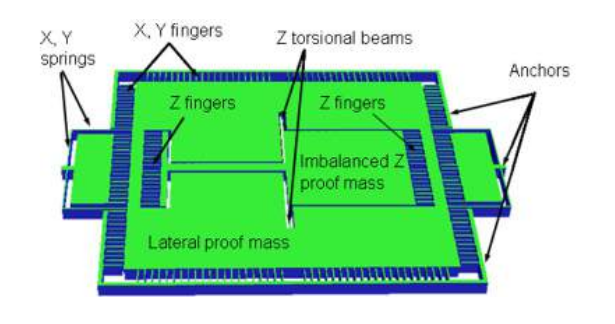 X, Y
springs
X, Y fingers
Z torsional beams
Anchors
Z fingers
Z fingers
Imbalanced Z
proof mass
Lateral proof mass